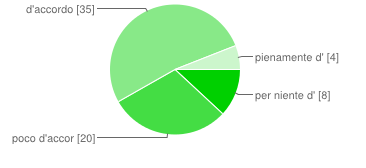 d'accordo [35]
pienamente d' [4]
per niente d' [8]
poco d'accor [20]